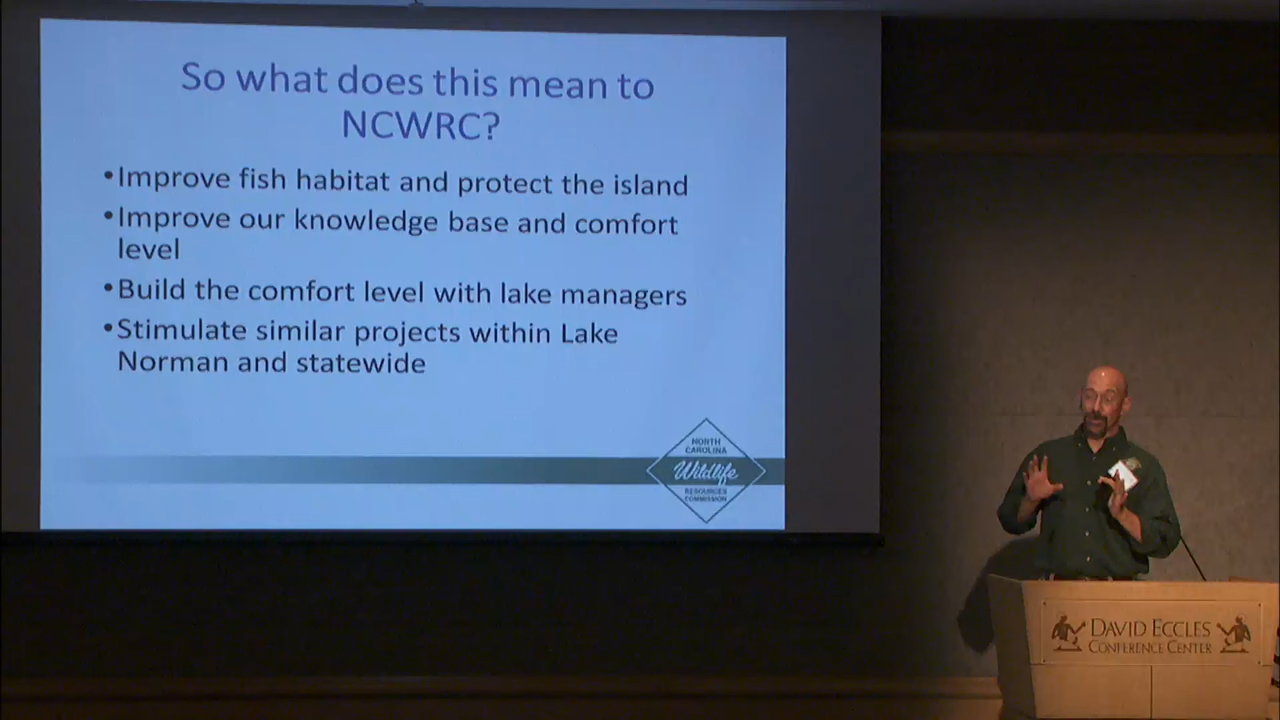 So what does this mean to
NCWRC?
•Improve fish habitat and protect the island
•Improve our knowledge base and comfort
level
•Build the comfort level with lake managers
•Stimulate similar projects within Lake
Norman and statewide
NORTH
CAROLINA
Wildlife
RESOURCES
COMMISSION
DAVID ECCLES
CONFERENCE CENTER